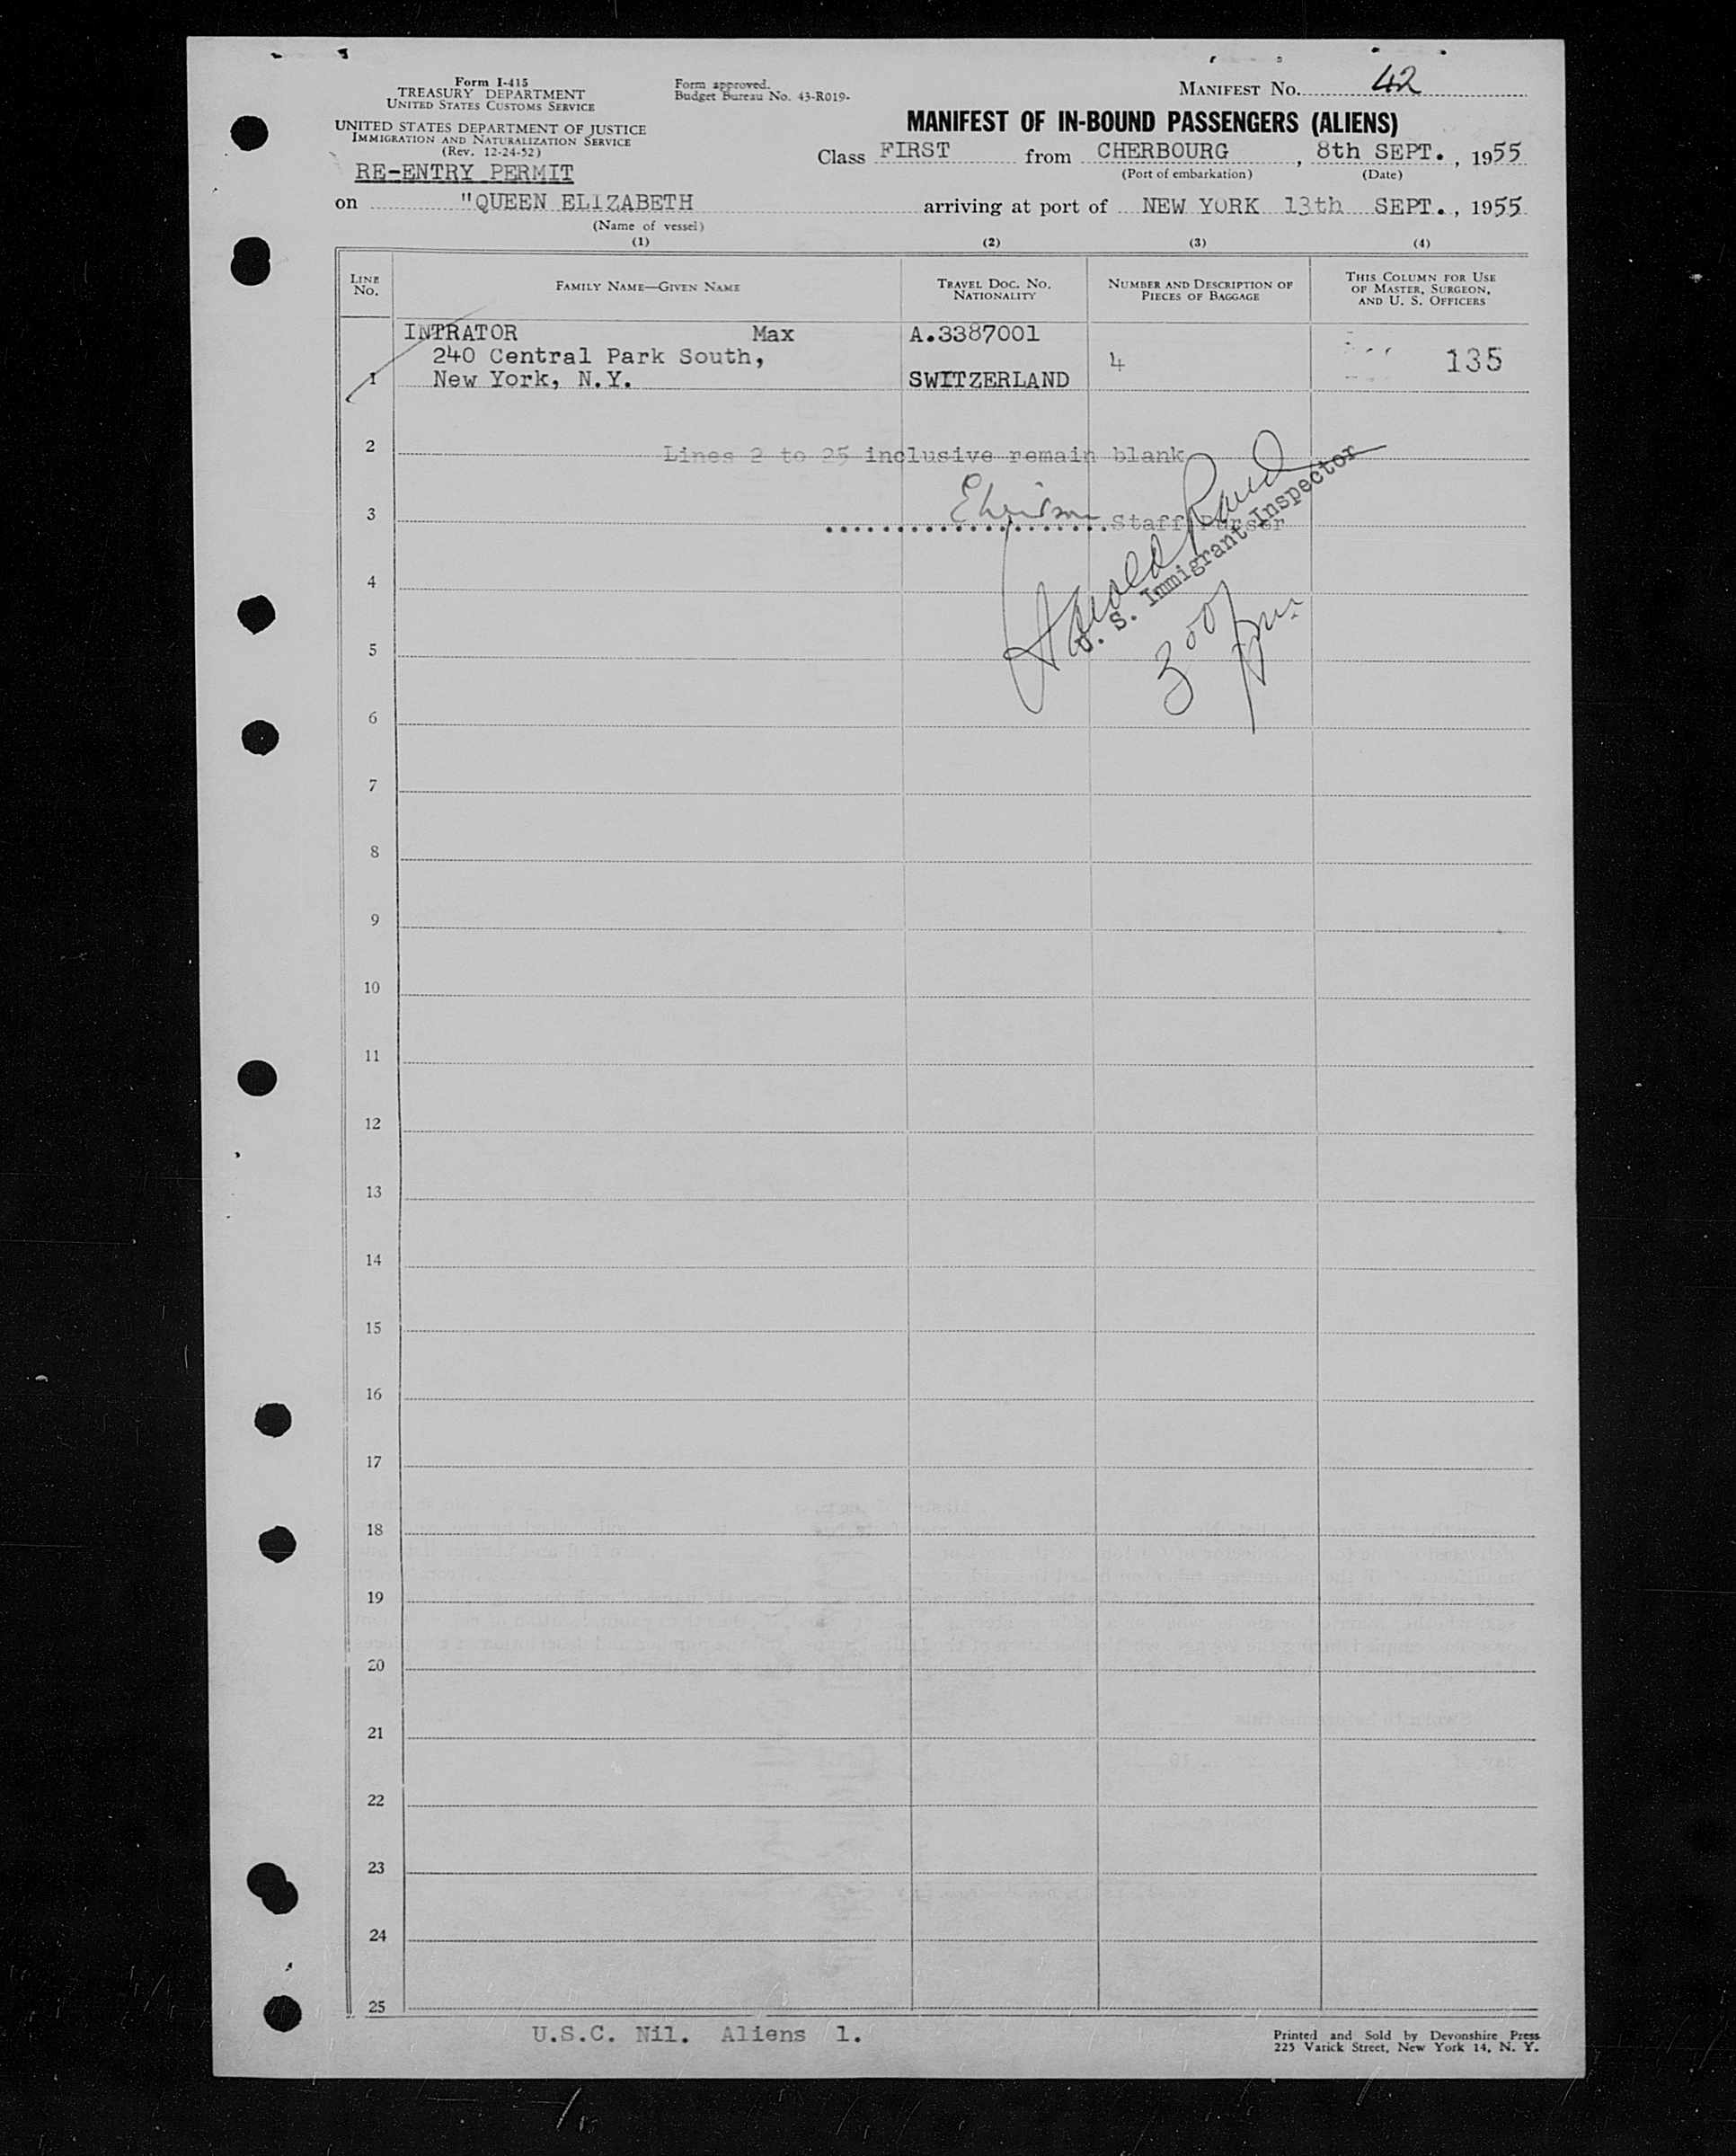 Form I-415
TREASURY DEPARTMENT
UNITED STATES CUSTOMS SERVICE
UNITED STATES DEPARTMENT OF JUSTICE
IMMIGRATION AND NATURALIZATION SERVICE
(Rev. 12-24-52)
RE-ENTRY PERMIT
Form approved.
Budget Bureau No. 43-R019-
MANIFEST No. 42
MANIFEST OF IN-BOUND PASSENGERS (ALIENS)
Class FIRST from CHERBOURG, 8th SEPT., 1955
(Port of embarkation) (Date)
on "QUEEN ELIZABETH arriving at port of NEW YORK 13th SEPT., 1955
(Name of vessel)
(1) (2) (3) (4)
LINE No. FAMILY NAME—GIVEN NAME TRAVEL DOC. No. NATIONALITY NUMBER AND DESCRIPTION OF PIECES OF BAGGAGE THIS COLUMN FOR USE OF MASTER, SURGEON, AND U. S. OFFICERS
INTRATOR Max A.3387001
240 Central Park South, 4 135
1 New York, N.Y. SWITZERLAND
2 Lines 2 to 25 inclusive remain blank
3 Staff Purser
Harold
U. S. Immigrant Inspector
300 pm.
4
5
6
7
8
9
10
11
12
13
14
15
16
17
18
19
20
21
22
23
24
25
U.S.C. Nil. Aliens 1.
Printed and Sold by Devonshire Press
225 Varick Street, New York 14, N. Y.